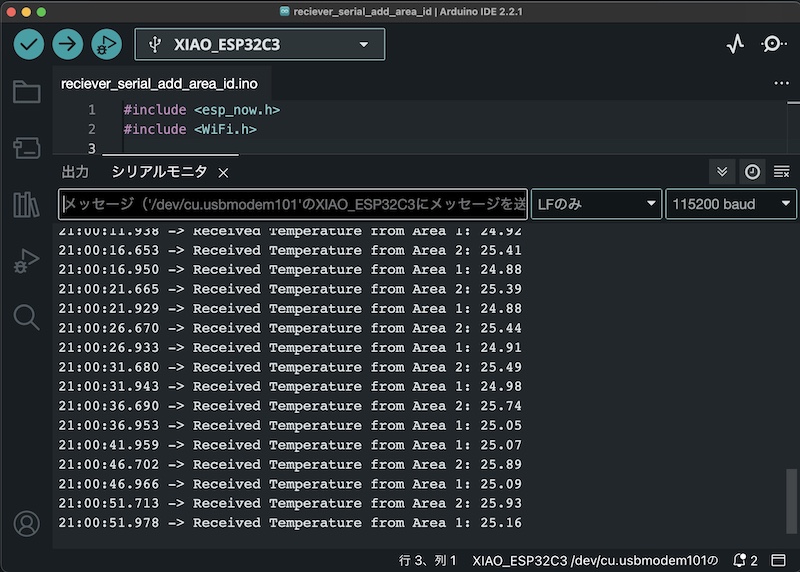 reciever_serial_add_area_id | Arduino IDE 2.2.1
XIAO_ESP32C3
reciever_serial_add_area_id.ino
1 #include <esp_now.h>
2 #include <WiFi.h>
3
出力 シリアルモニタ
メッセージ('/dev/cu.usbmodem101'のXIAO_ESP32C3にメッセージを送
LFのみ
115200 baud
21:00:11.938 -> Received Temperature from Area 1: 24.92
21:00:16.653 -> Received Temperature from Area 2: 25.41
21:00:16.950 -> Received Temperature from Area 1: 24.88
21:00:21.665 -> Received Temperature from Area 2: 25.39
21:00:21.929 -> Received Temperature from Area 1: 24.88
21:00:26.670 -> Received Temperature from Area 2: 25.44
21:00:26.933 -> Received Temperature from Area 1: 24.91
21:00:31.680 -> Received Temperature from Area 2: 25.49
21:00:31.943 -> Received Temperature from Area 1: 24.98
21:00:36.690 -> Received Temperature from Area 2: 25.74
21:00:36.953 -> Received Temperature from Area 1: 25.05
21:00:41.959 -> Received Temperature from Area 1: 25.07
21:00:46.702 -> Received Temperature from Area 2: 25.89
21:00:46.966 -> Received Temperature from Area 1: 25.09
21:00:51.713 -> Received Temperature from Area 2: 25.93
21:00:51.978 -> Received Temperature from Area 1: 25.16
行 3、列 1 XIAO_ESP32C3 /dev/cu.usbmodem101の 2